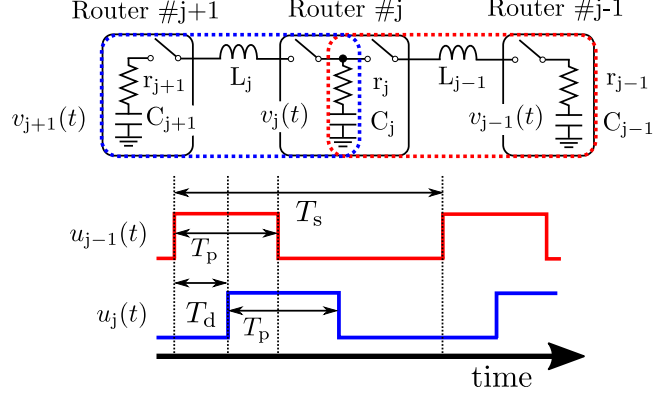 Router #j+1 Router #j Router #j-1
r_{j+1} L_j r_j L_{j-1} r_{j-1}
v_{j+1}(t) C_{j+1} v_j(t) C_j v_{j-1}(t) C_{j-1}
T_s
u_{j-1}(t) T_p
T_d
u_j(t) T_p
time